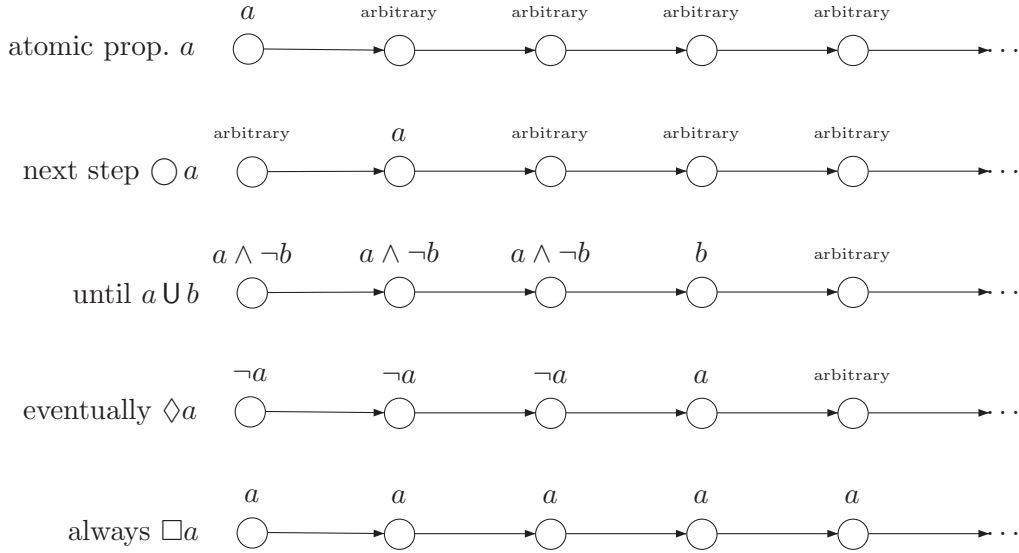 a arbitrary arbitrary arbitrary arbitrary
atomic prop. a ···
arbitrary a arbitrary arbitrary arbitrary
next step ◯ a ···
a ∧ ¬b a ∧ ¬b a ∧ ¬b b arbitrary
until a U b ···
¬a ¬a ¬a a arbitrary
eventually ◊a ···
a a a a a
always □a ···